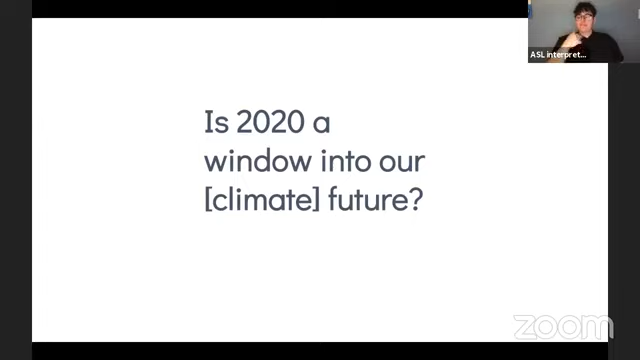 ASL interpret...
Is 2020 a
window into our
[climate] future?
zoom